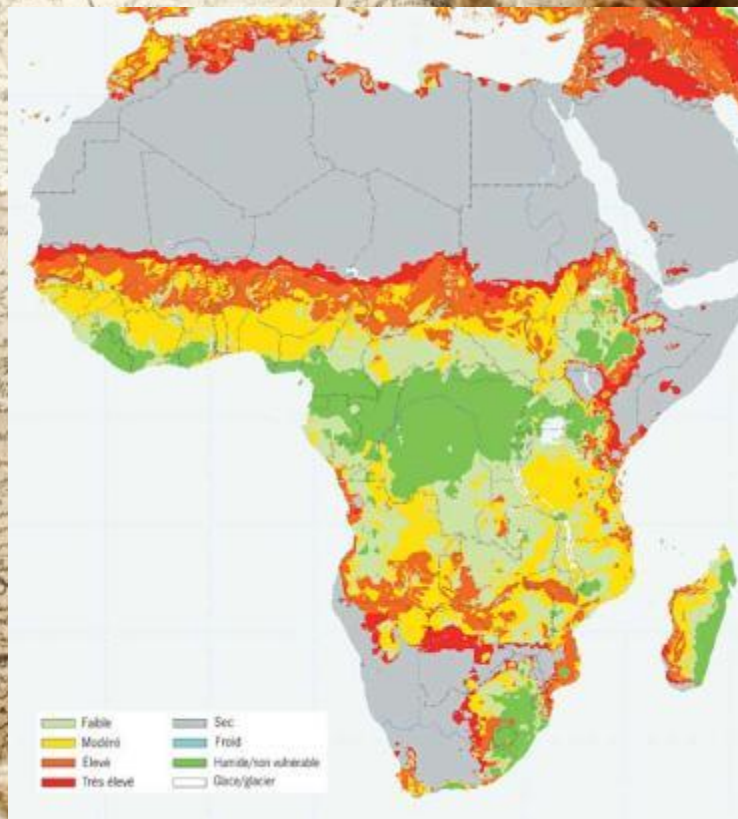 Faible
Modéré
Élevé
Très élevé
Sec
Froid
Humide/non vulnérable
Glace/glacier